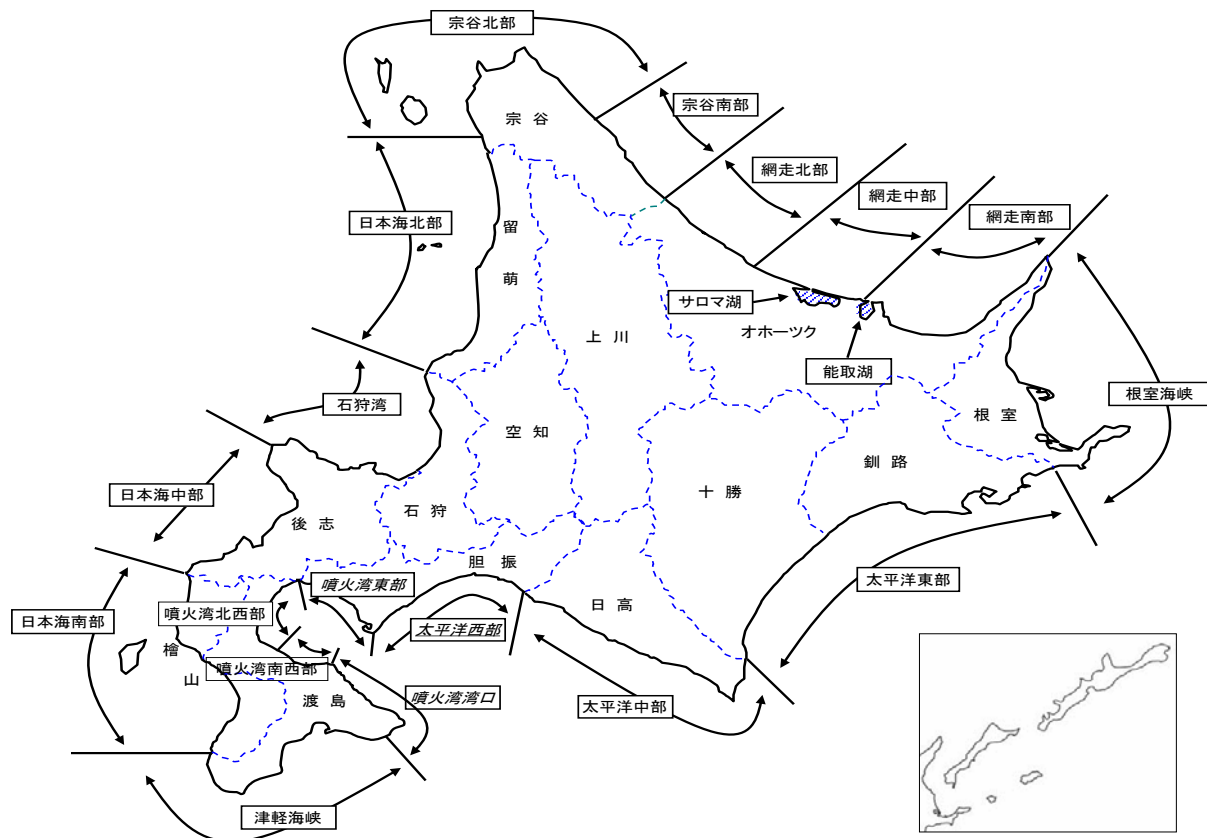 宗谷北部
宗谷南部
宗谷
網走北部
網走中部
網走南部
日本海北部
留萌
サロマ湖
オホーツク
上川
能取湖
石狩湾
根室海峡
空知
根室
釧路
日本海中部
十勝
石狩
後志
胆振
噴火湾東部
太平洋東部
日高
噴火湾北西部
日本海南部
太平洋西部
檜山
噴火湾南西部
渡島
噴火湾湾口
太平洋中部
津軽海峡